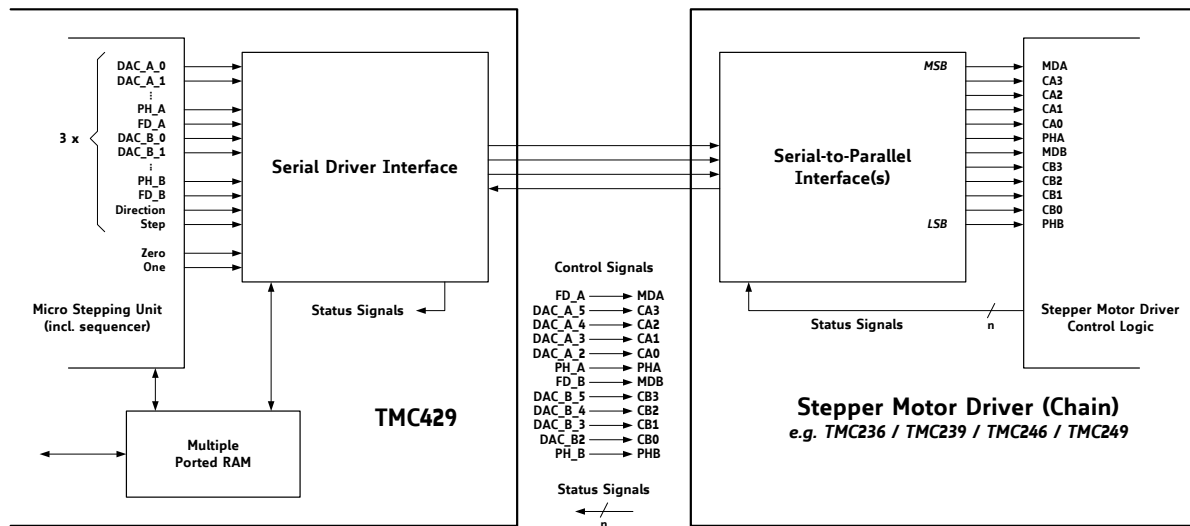 DAC_A_0
DAC_A_1
⋮
PH_A
FD_A
3 x
DAC_B_0
DAC_B_1
⋮
PH_B
FD_B
Direction
Step
Zero
One
Micro Stepping Unit
(incl. sequencer)
Serial Driver Interface
Status Signals
Multiple
Ported RAM
TMC429
Control Signals
FD_A MDA
DAC_A_5 CA3
DAC_A_4 CA2
DAC_A_3 CA1
DAC_A_2 CA0
PH_A PHA
FD_B MDB
DAC_B_5 CB3
DAC_B_4 CB2
DAC_B_3 CB1
DAC_B2 CB0
PH_B PHB
Status Signals
n
Serial-to-Parallel
Interface(s)
MSB
LSB
MDA
CA3
CA2
CA1
CA0
PHA
MDB
CB3
CB2
CB1
CB0
PHB
Status Signals
n
Stepper Motor Driver
Control Logic
Stepper Motor Driver (Chain)
e.g. TMC236 / TMC239 / TMC246 / TMC249